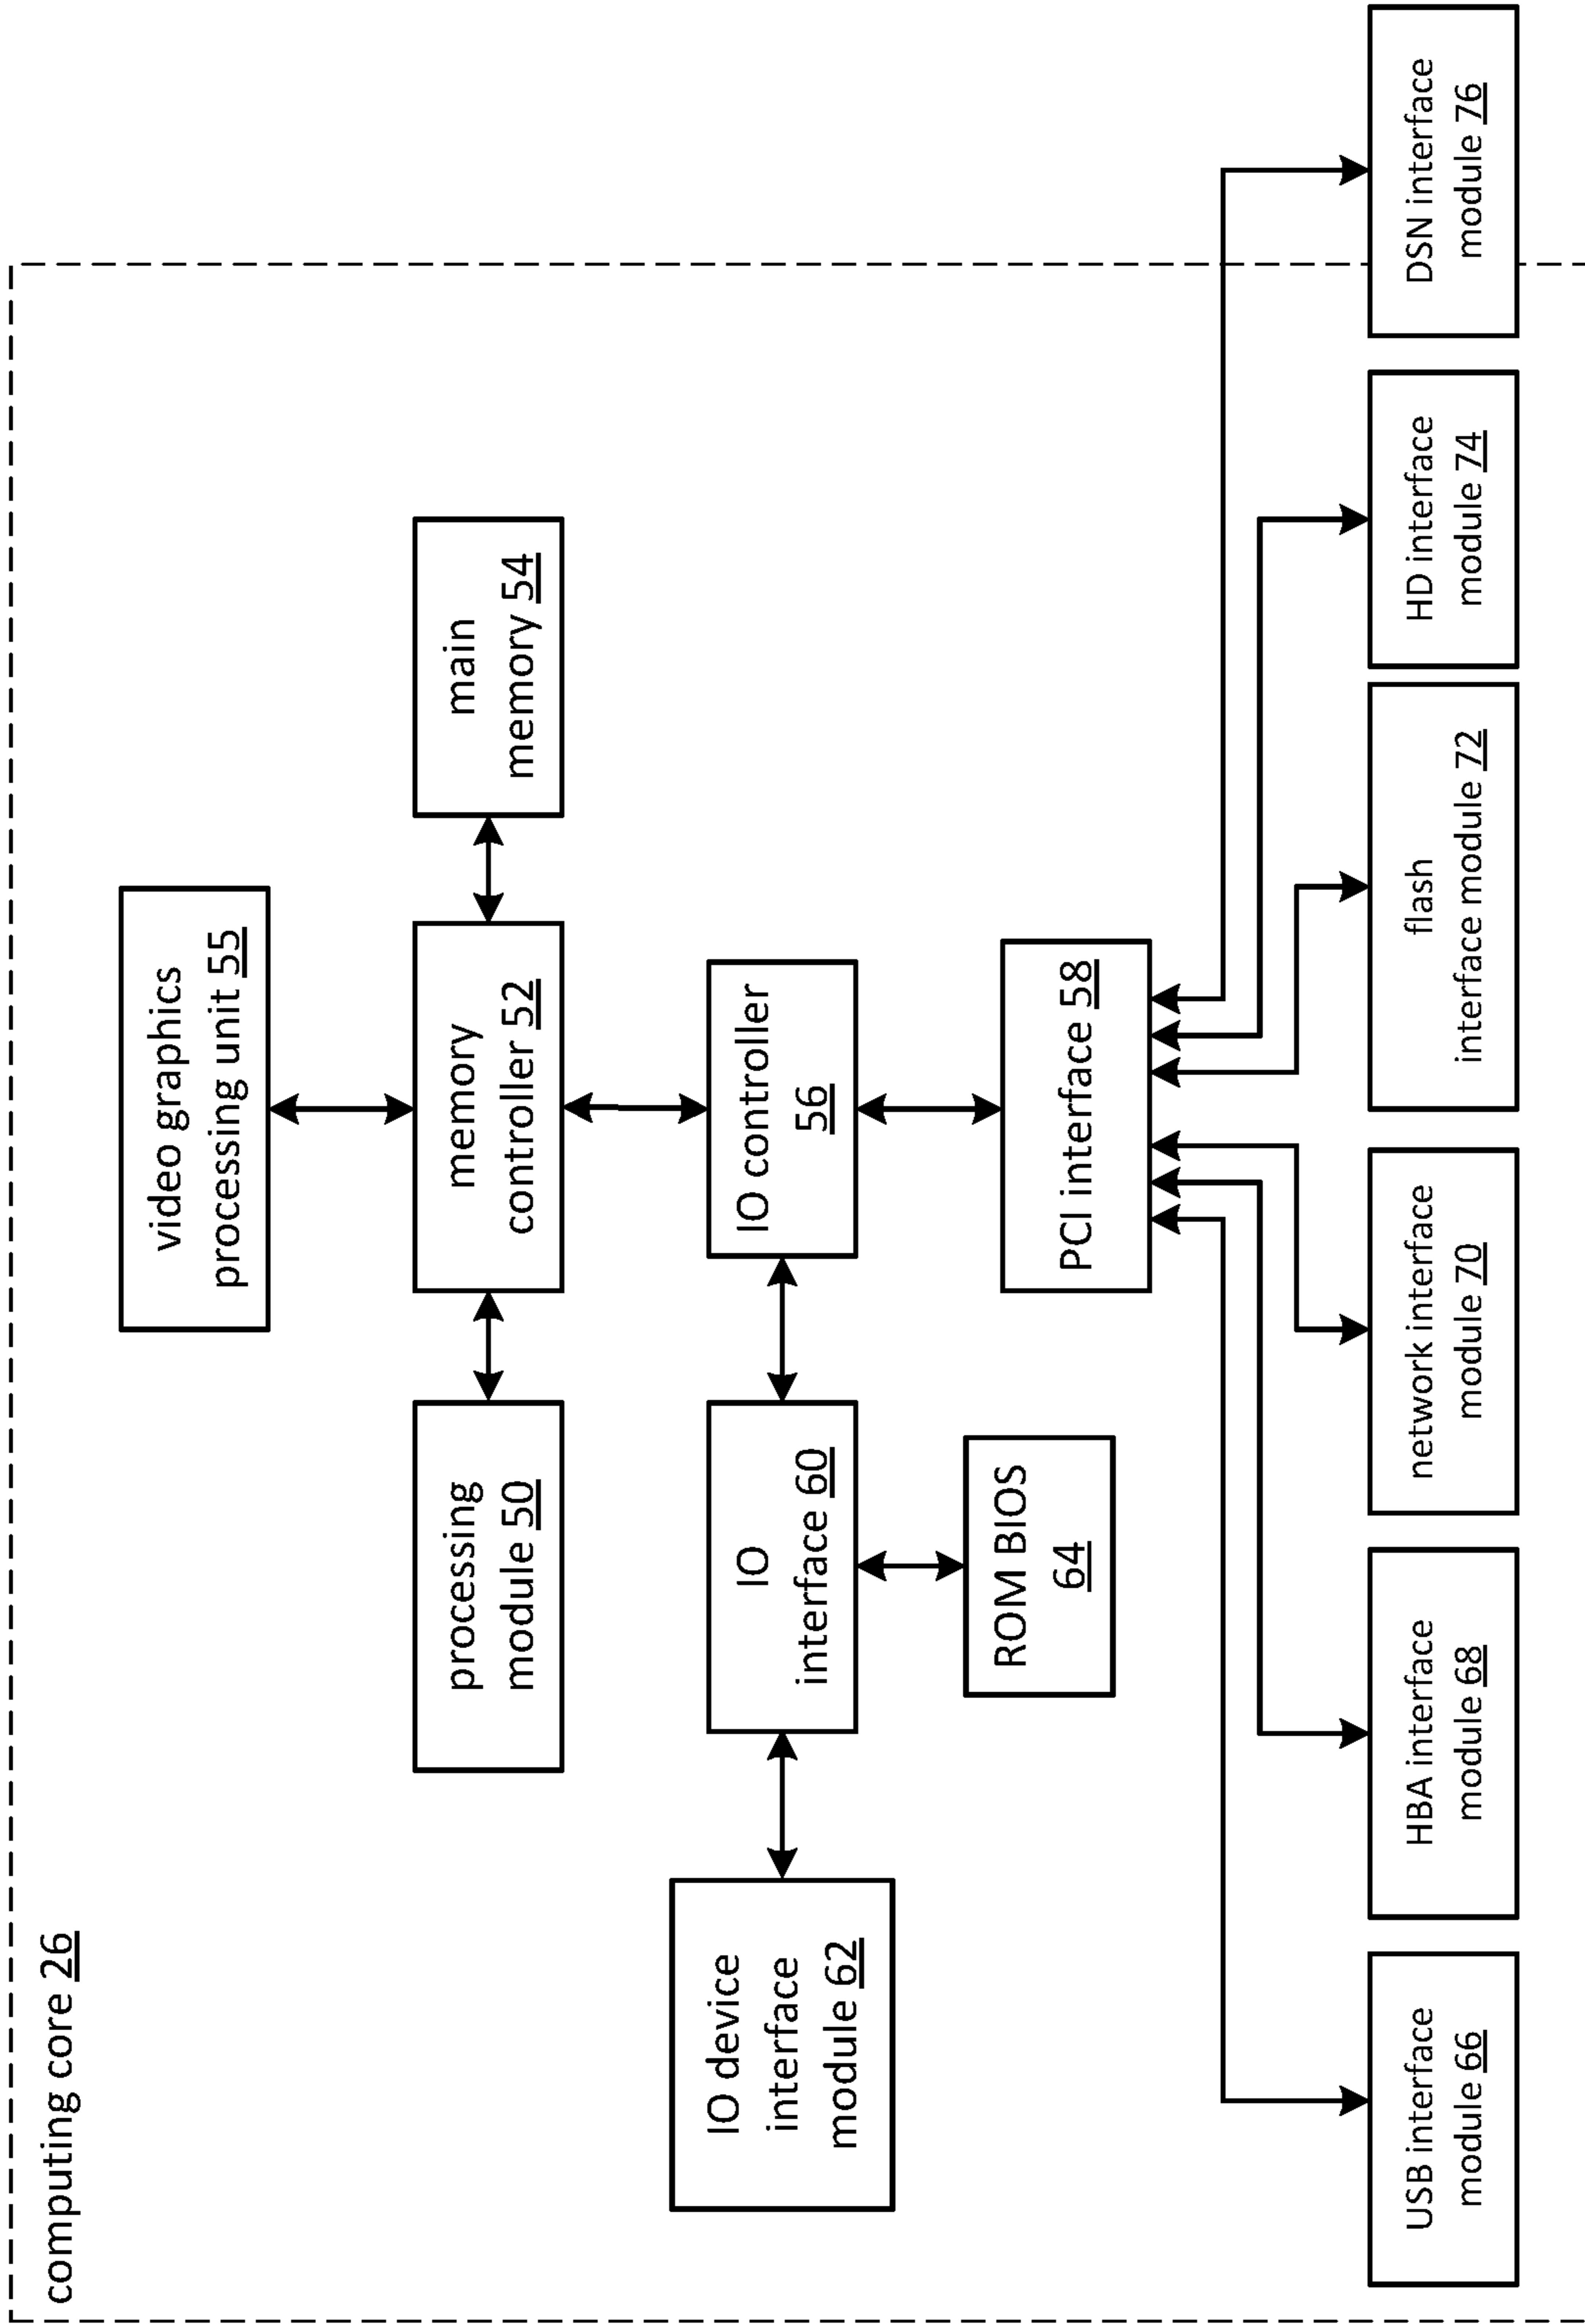 computing core 26
video graphics
processing unit 55
processing
module 50
memory
controller 52
main
memory 54
IO device
interface
module 62
IO
interface 60
IO controller
56
ROM BIOS
64
PCI interface 58
USB interface
module 66
HBA interface
module 68
network interface
module 70
flash
interface module 72
HD interface
module 74
DSN interface
module 76